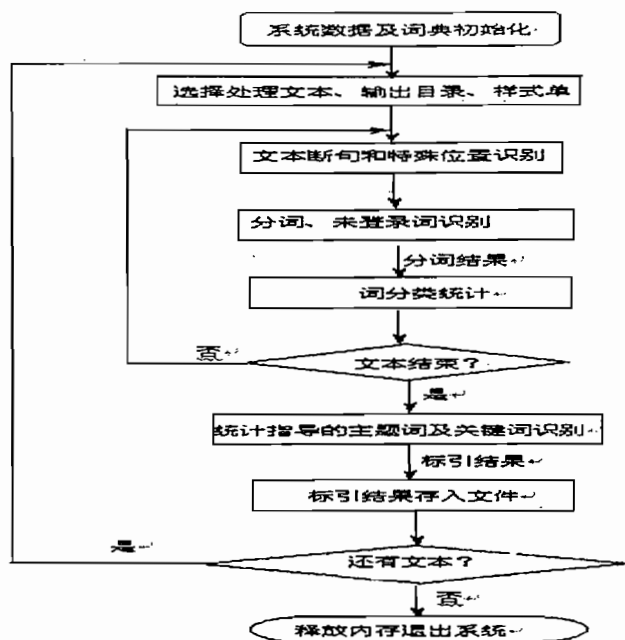 系统数据及词典初始化
选择处理文本、输出目录、样式单
文本断句和特殊位置识别
分词、未登录词识别
分词结果
词分类统计
否
文本结束?
是
统计指导的主题词及关键词识别
标引结果
标引结果存入文件
是
还有文本?
否
释放内存退出系统